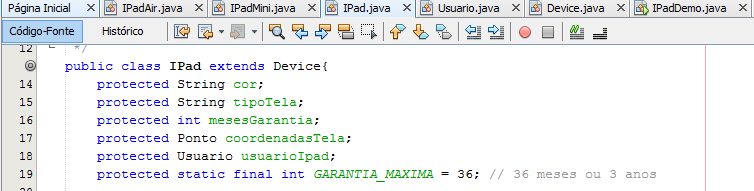 Página Inicial IPadAir.java IPadMini.java IPad.java Usuario.java Device.java IPadDemo.java
Código-Fonte Histórico
12 */
public class IPad extends Device{
14 protected String cor;
15 protected String tipoTela;
16 protected int mesesGarantia;
17 protected Ponto coordenadasTela;
18 protected Usuario usuarioIpad;
19 protected static final int GARANTIA_MAXIMA = 36; // 36 meses ou 3 anos